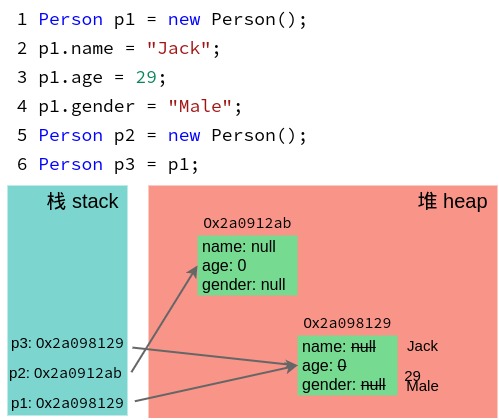 1 Person p1 = new Person();
2 p1.name = "Jack";
3 p1.age = 29;
4 p1.gender = "Male";
5 Person p2 = new Person();
6 Person p3 = p1;
栈 stack
堆 heap
0x2a0912ab
name: null
age: 0
gender: null
0x2a098129
name: null
Jack
age: 0
29
gender: null
Male
p3: 0x2a098129
p2: 0x2a0912ab
p1: 0x2a098129